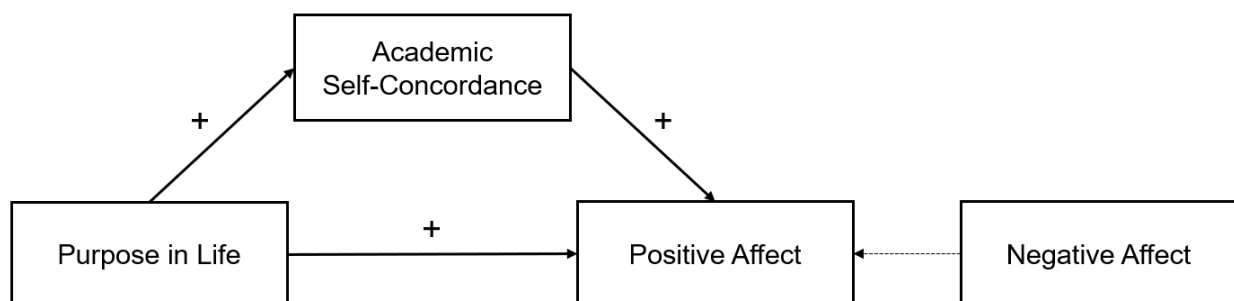 Academic
Self-Concordance
+
+
Purpose in Life
+
Positive Affect
Negative Affect